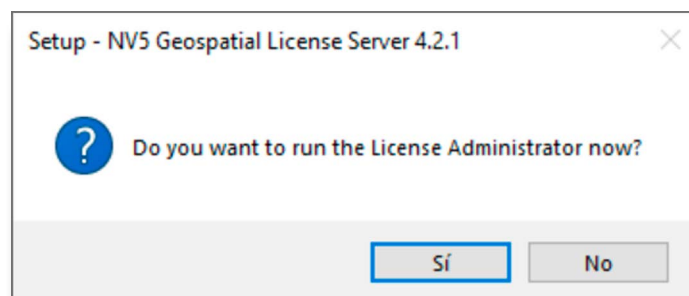 Setup - NV5 Geospatial License Server 4.2.1
?
Do you want to run the License Administrator now?
Sí No